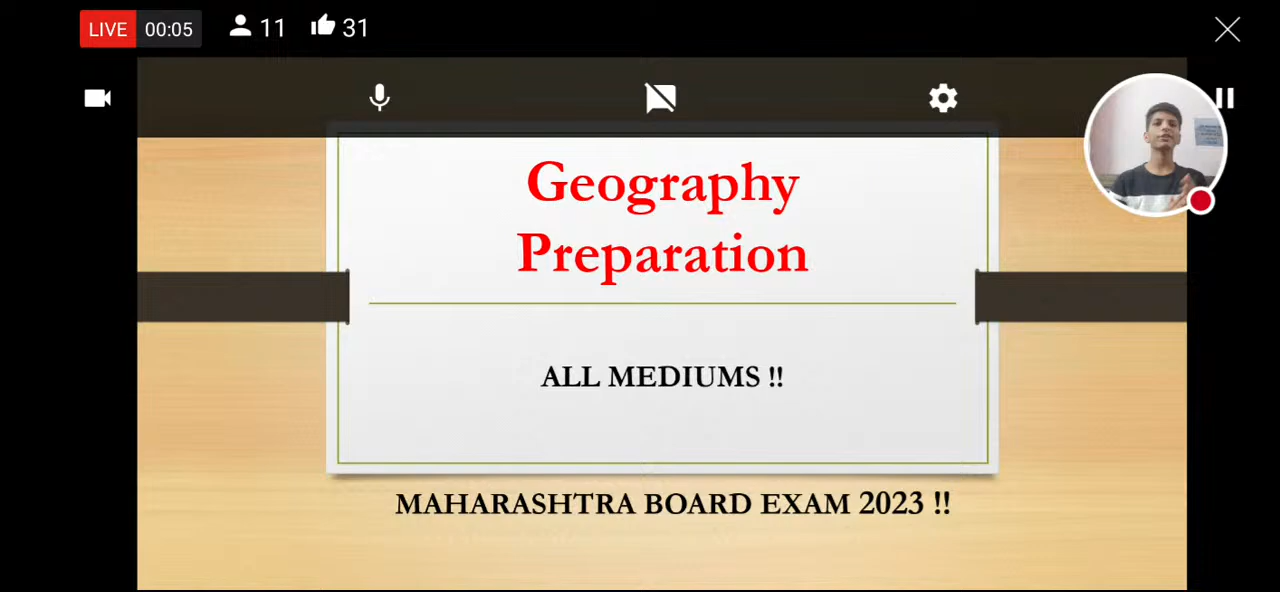 LIVE 00:05 11 31
Geography
Preparation
ALL MEDIUMS !!
MAHARASHTRA BOARD EXAM 2023 !!